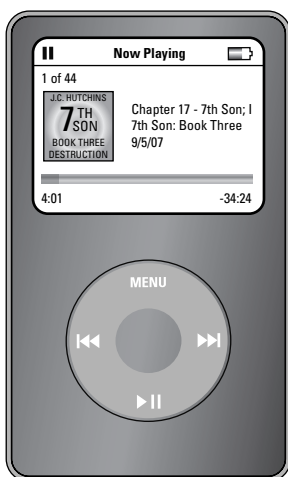 Now Playing
1 of 44
J.C. HUTCHINS
7TH
SON
BOOK THREE
DESTRUCTION
Chapter 17 - 7th Son; I
7th Son: Book Three
9/5/07
4:01 -34:24
MENU